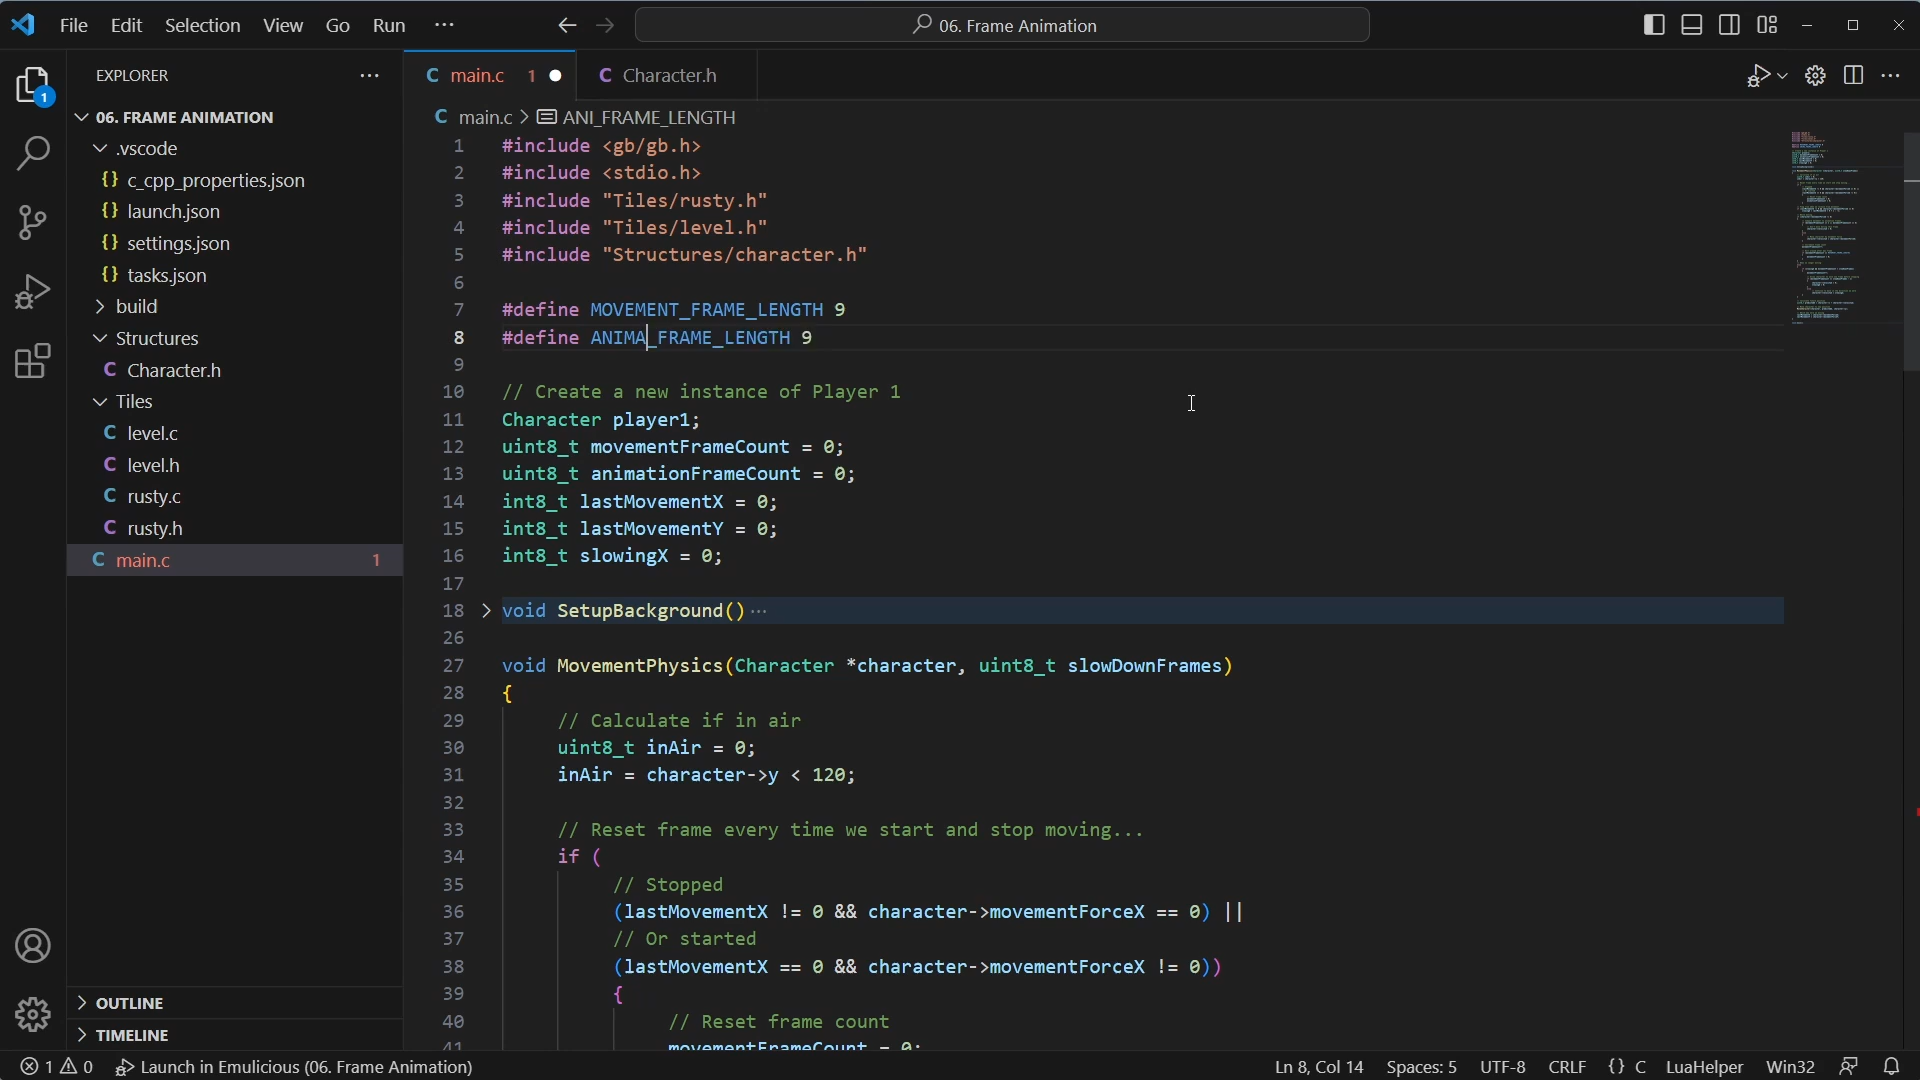 File Edit Selection View Go Run ··· 06. Frame Animation
EXPLORER ···
1
06. FRAME ANIMATION
.vscode
{} c_cpp_properties.json
{} launch.json
{} settings.json
{} tasks.json
build
Structures
C Character.h
Tiles
C level.c
C level.h
C rusty.c
C rusty.h
C main.c 1
OUTLINE
TIMELINE
C main.c 1 C Character.h
C main.c > ANI_FRAME_LENGTH
1 #include <gb/gb.h>
2 #include <stdio.h>
3 #include "Tiles/rusty.h"
4 #include "Tiles/level.h"
5 #include "Structures/character.h"
6
7 #define MOVEMENT_FRAME_LENGTH 9
8 #define ANIMA_FRAME_LENGTH 9
9
10 // Create a new instance of Player 1
11 Character player1;
12 uint8_t movementFrameCount = 0;
13 uint8_t animationFrameCount = 0;
14 int8_t lastMovementX = 0;
15 int8_t lastMovementY = 0;
16 int8_t slowingX = 0;
17
18 > void SetupBackground() ···
26
27 void MovementPhysics(Character *character, uint8_t slowDownFrames)
28 {
29 // Calculate if in air
30 uint8_t inAir = 0;
31 inAir = character->y < 120;
32
33 // Reset frame every time we start and stop moving...
34 if (
35 // Stopped
36 (lastMovementX != 0 && character->movementForceX == 0) ||
37 // Or started
38 (lastMovementX == 0 && character->movementForceX != 0))
39 {
40 // Reset frame count
41 movementFrameCount = 0;
1 0 Launch in Emulicious (06. Frame Animation) Ln 8, Col 14 Spaces: 5 UTF-8 CRLF {} C LuaHelper Win32